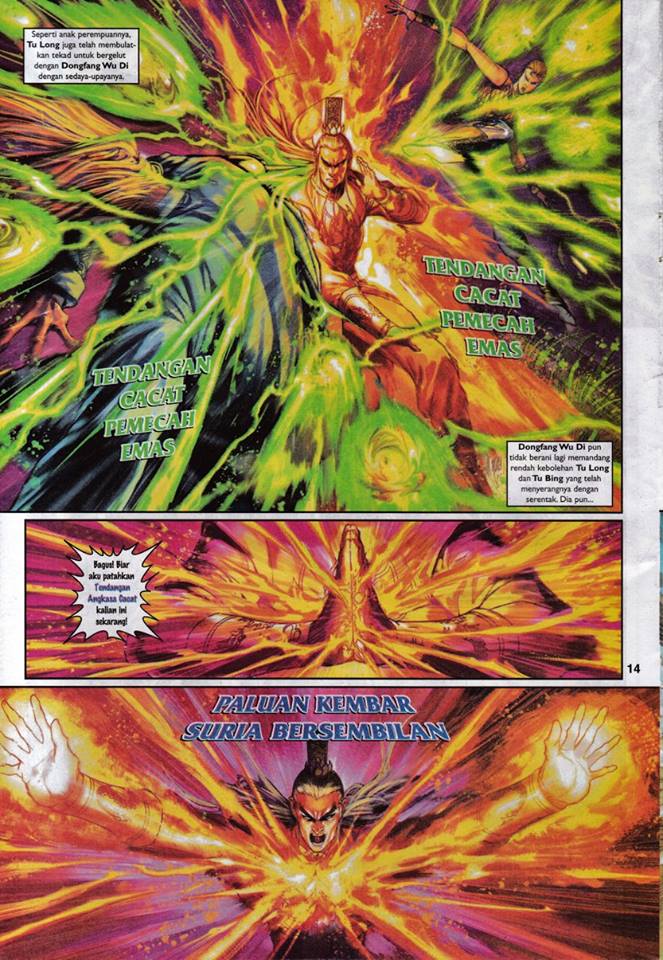 Seperti anak perempuannya,
Tu Long juga telah membulat-
kan tekad untuk bergelut
dengan Dongfang Wu Di
dengan sedaya-upayanya.
TENDANGAN
CACAT
PEMECAH
EMAS
TENDANGAN
CACAT
PEMECAH
EMAS
Dongfang Wu Di pun
tidak berani lagi memandang
rendah kebolehan Tu Long
dan Tu Bing yang telah
menyerangnya dengan
serentak. Dia pun...
Bagus! Biar
aku patahkan
Tendangan
Angkasa Cacat
kalian ini
sekarang!
14
PALUAN KEMBAR
SURIA BERSEMBILAN